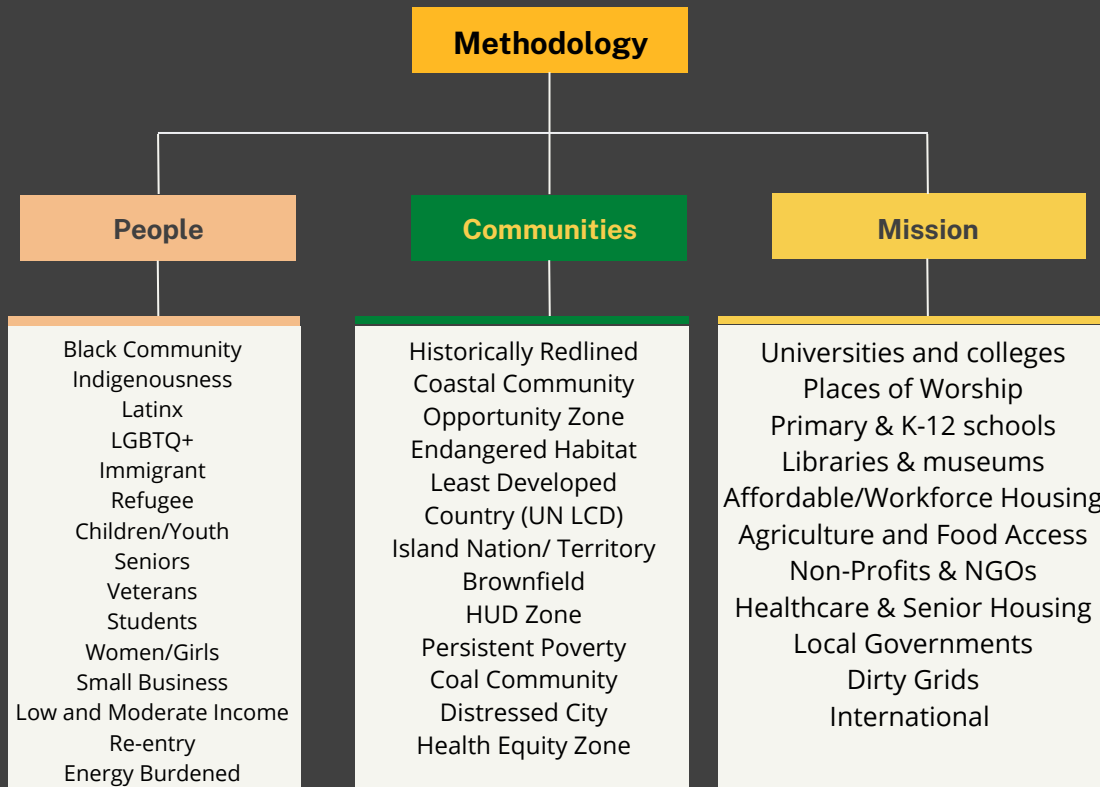 Methodology
People
Communities
Mission
Black Community
Indigenousness
Latinx
LGBTQ+
Immigrant
Refugee
Children/Youth
Seniors
Veterans
Students
Women/Girls
Small Business
Low and Moderate Income
Re-entry
Energy Burdened
Historically Redlined
Coastal Community
Opportunity Zone
Endangered Habitat
Least Developed
Country (UN LCD)
Island Nation/ Territory
Brownfield
HUD Zone
Persistent Poverty
Coal Community
Distressed City
Health Equity Zone
Universities and colleges
Places of Worship
Primary & K-12 schools
Libraries & museums
Affordable/Workforce Housing
Agriculture and Food Access
Non-Profits & NGOs
Healthcare & Senior Housing
Local Governments
Dirty Grids
International